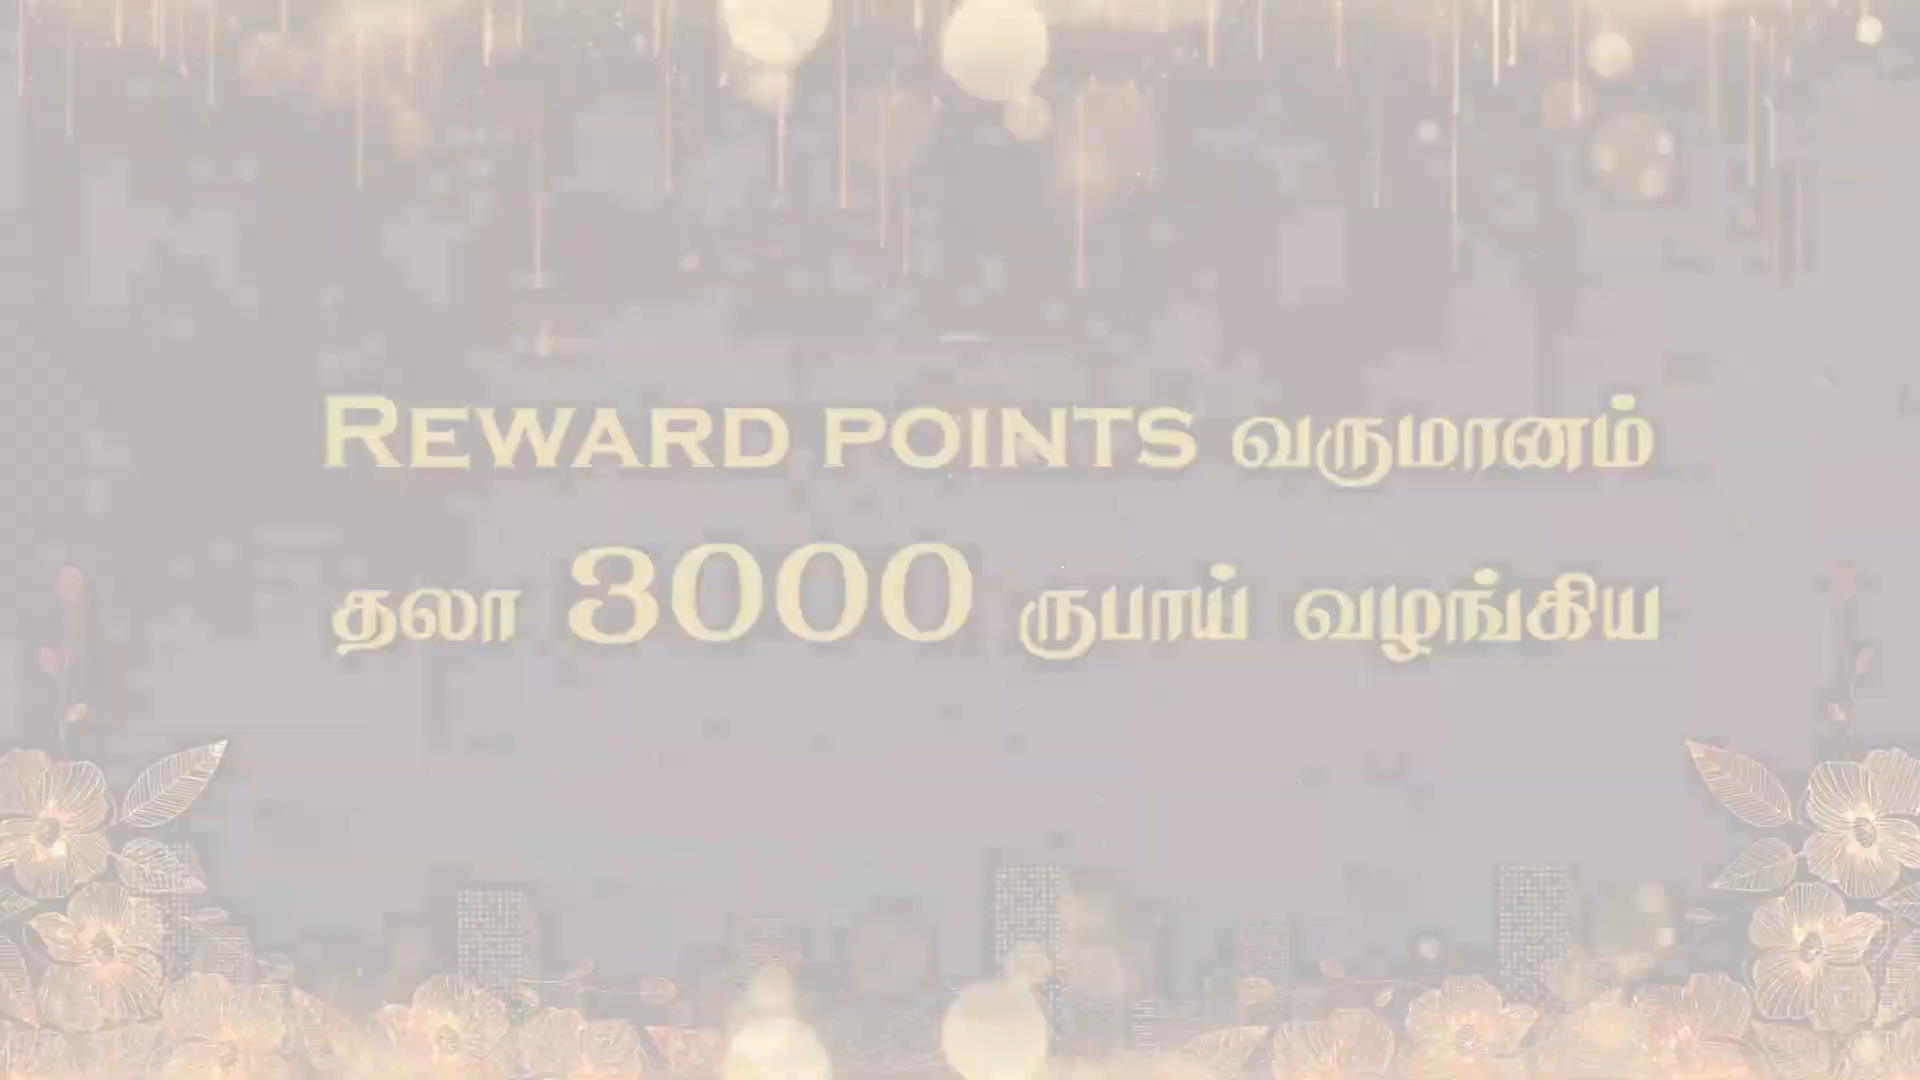 REWARD POINTS வருமானம்
தலா 3000 ருபாய் வழங்கிய